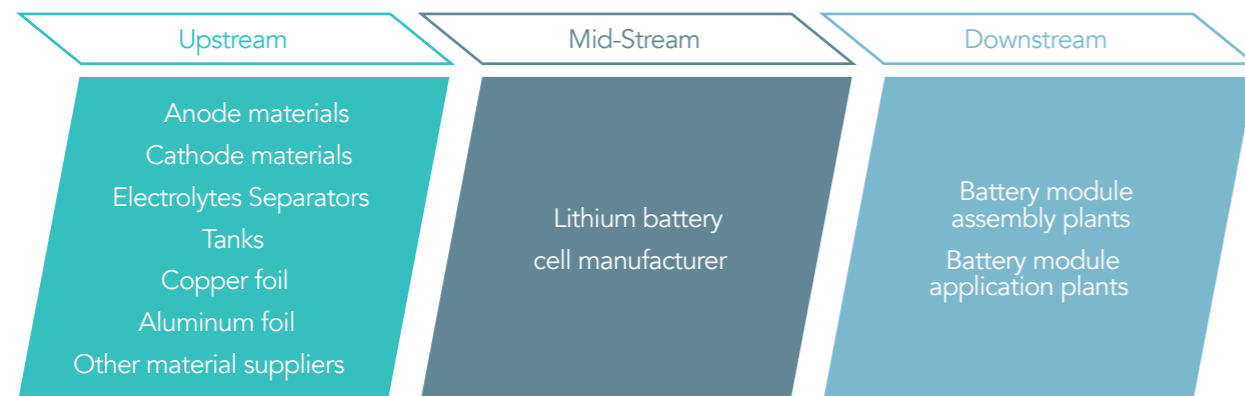 Upstream
Anode materials
Cathode materials
Electrolytes Separators
Tanks
Copper foil
Aluminum foil
Other material suppliers
Mid-Stream
Lithium battery
cell manufacturer
Downstream
Battery module
assembly plants
Battery module
application plants